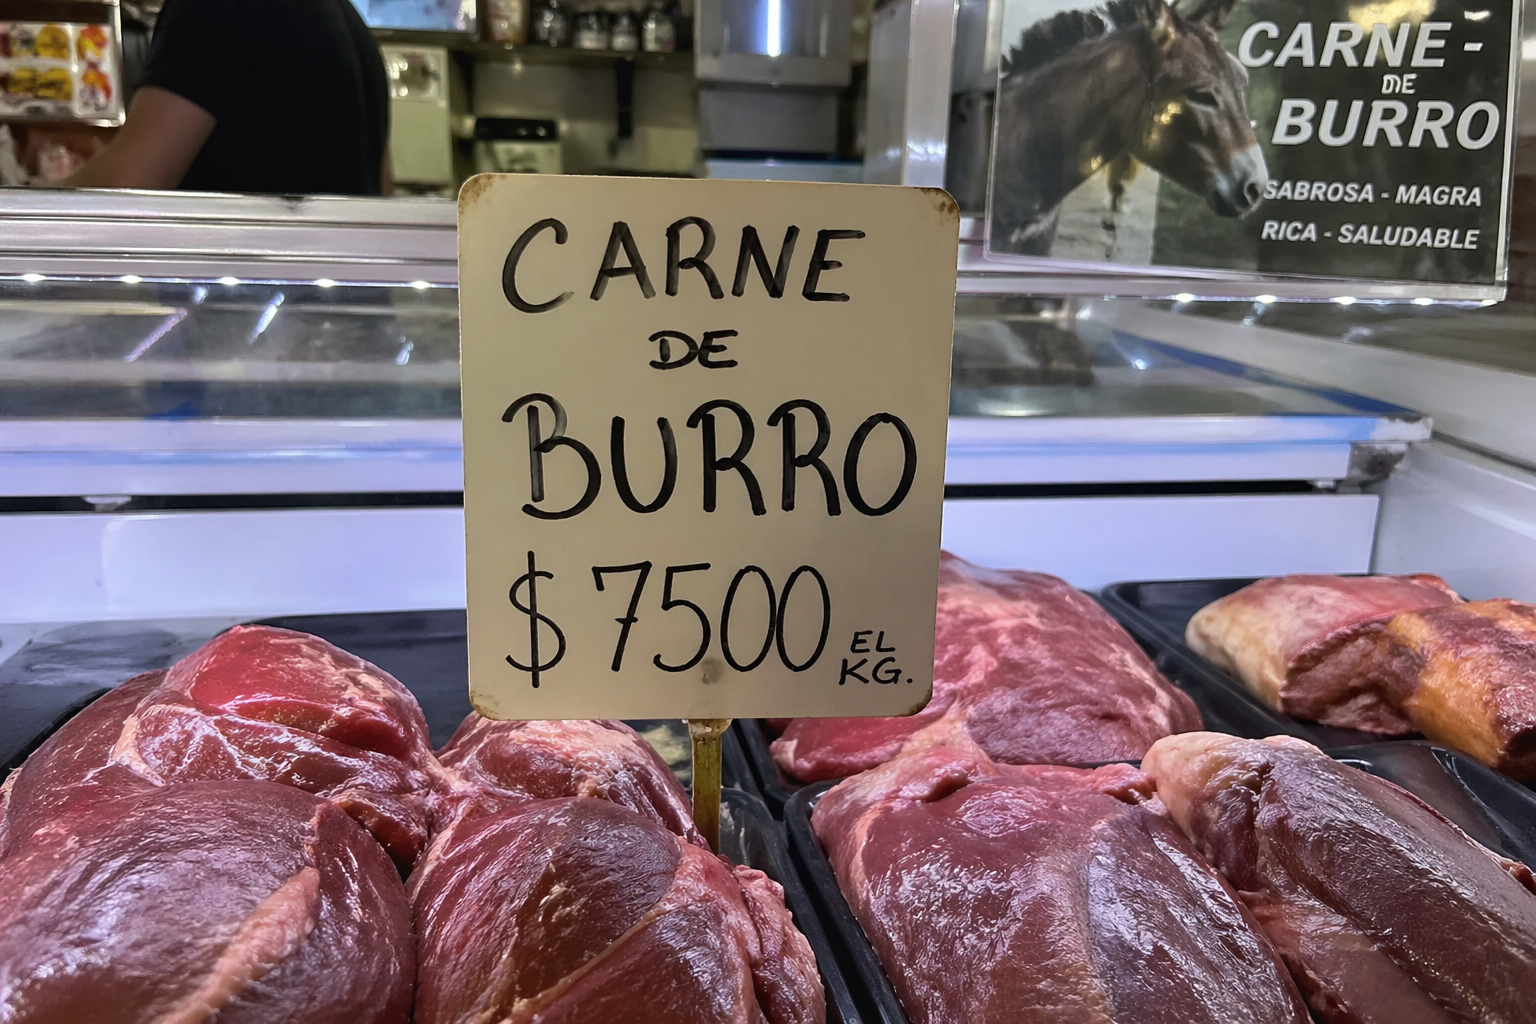 CARNE
DE
BURRO
$7500 EL KG.
CARNE -
DE
BURRO
SABROSA - MAGRA
RICA - SALUDABLE